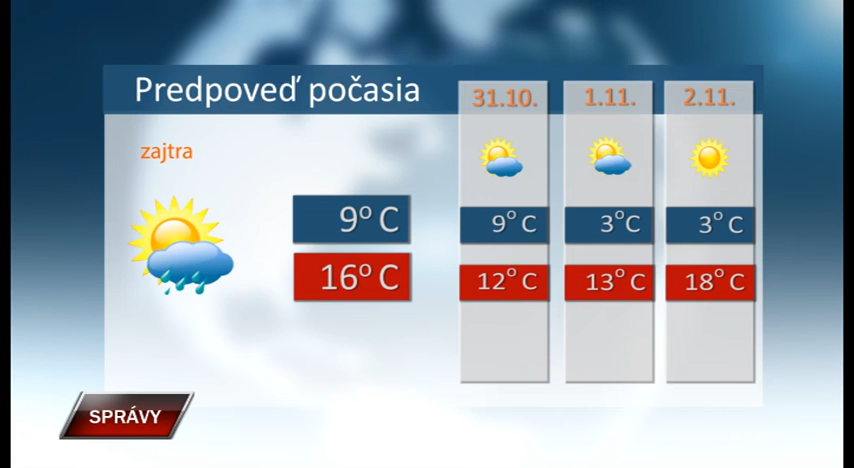 Predpoveď počasia
zajtra
9° C
16° C
31.10.
9° C
12° C
1.11.
3°C
13° C
2.11.
3° C
18° C
SPRÁVY